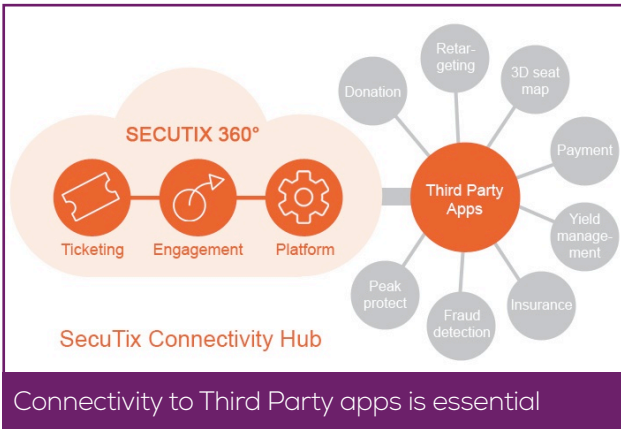 SECUTIX 360°
Ticketing
Engagement
Platform
SecuTix Connectivity Hub
Third Party
Apps
Donation
Retar-
geting
3D seat
map
Payment
Yield
manage-
ment
Insurance
Fraud
detection
Peak
protect
Connectivity to Third Party apps is essential